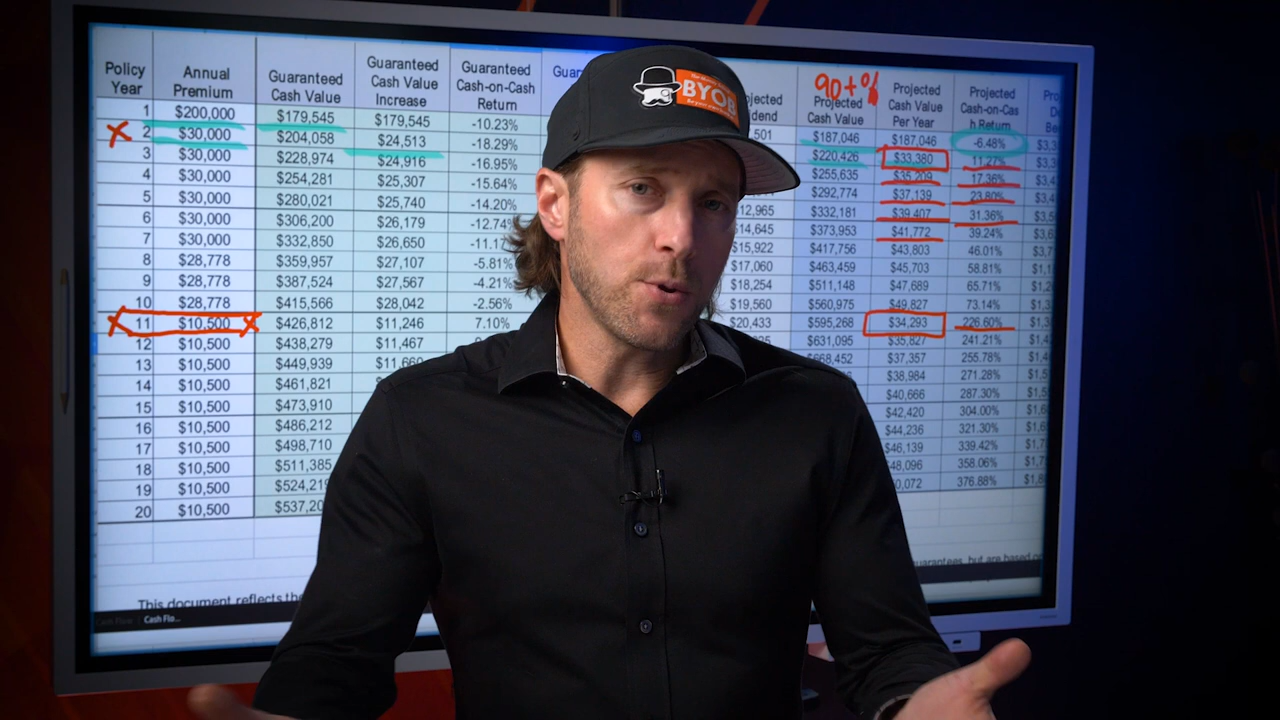 Policy Year Annual Premium Guaranteed Cash Value Guaranteed Cash Value Increase Guaranteed Cash-on-Cash Return Projected Cash Value Projected Cash Value Per Year Projected Cash-on-Cas h Return
90+%
BYOB
1 $200,000 $179,545 $179,545 -10.23% $187,046 $187,046 -6.48%
2 $30,000 $204,058 $24,513 -18.29% $220,426 $33,380 11.27%
3 $30,000 $228,974 $24,916 -16.95% $255,635 $35,209 17.36%
4 $30,000 $254,281 $25,307 -15.64% $292,774 $37,139 23.80%
5 $30,000 $280,021 $25,740 -14.20% $332,181 $39,407 31.36%
6 $30,000 $306,200 $26,179 -12.74% $373,953 $41,772 39.24%
7 $30,000 $332,850 $26,650 $15,922 $417,756 $43,803 46.01%
8 $28,778 $359,957 $27,107 -5.81% $17,060 $463,459 $45,703 58.81%
9 $28,778 $387,524 $27,567 -4.21% $18,254 $511,148 $47,689 65.71%
10 $28,778 $415,566 $28,042 -2.56% $19,560 $560,975 $49,827 73.14%
11 $10,500 $426,812 $11,246 7.10% $20,433 $595,268 $34,293 226.60%
12 $10,500 $438,279 $11,467 $631,095 $35,827 241.21%
13 $10,500 $449,939 $668,452 $37,357 255.78%
14 $10,500 $461,821 $38,984 271.28%
15 $10,500 $473,910 $40,666 287.30%
16 $10,500 $486,212 $42,420 304.00%
17 $10,500 $498,710 $44,236 321.30%
18 $10,500 $511,385 339.42%
19 $10,500 358.06%
20 $10,500 376.88%
This document reflects the
guarantees, but are based on
Cash Flow Cash Flo...